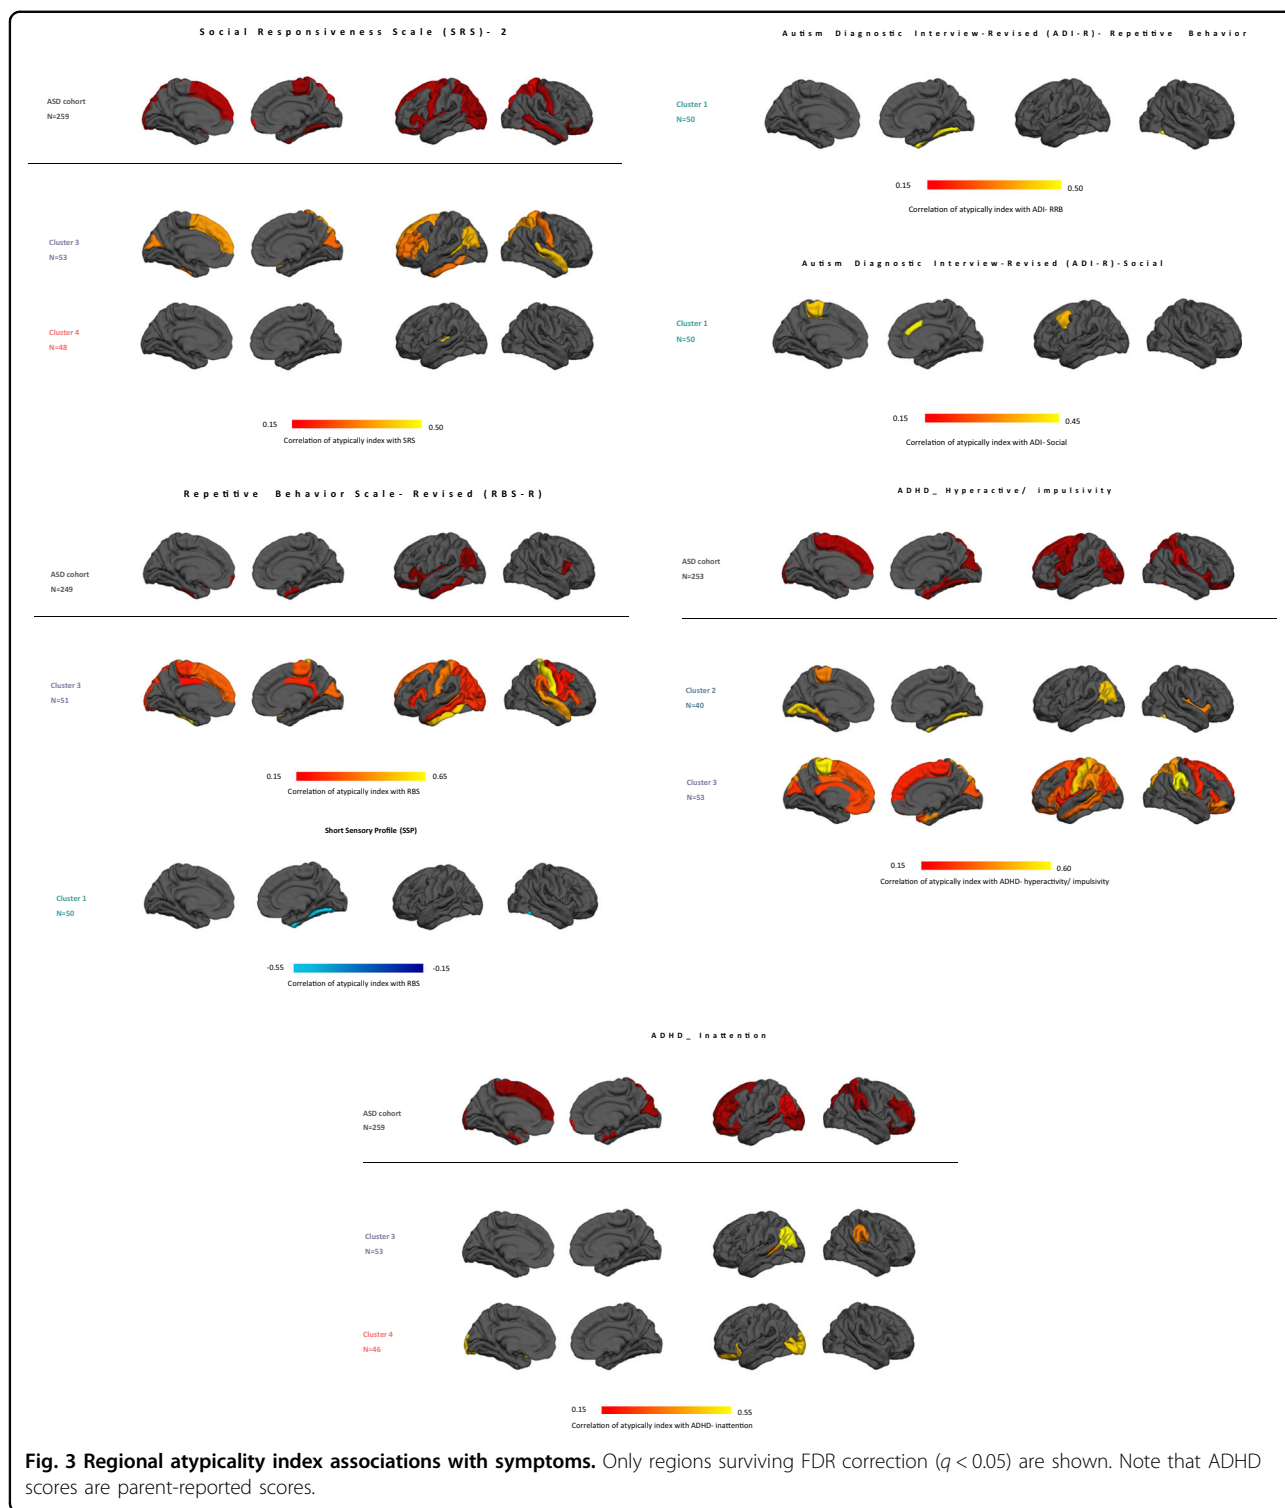 Social Responsiveness Scale (SRS)- 2
ASD cohort
N=259
Cluster 3
N=53
Cluster 4
N=48
0.15
0.50
Correlation of atypically index with SRS
Autism Diagnostic Interview-Revised (ADI-R)- Repetitive Behavior
Cluster 1
N=50
0.15
0.50
Correlation of atypically index with ADI- RRB
Autism Diagnostic Interview-Revised (ADI-R)-Social
Cluster 1
N=50
0.15
0.45
Correlation of atypically index with ADI- Social
Repetitive Behavior Scale- Revised (RBS-R)
ASD cohort
N=249
Cluster 3
N=51
0.15
0.65
Correlation of atypically index with RBS
Short Sensory Profile (SSP)
Cluster 1
N=50
-0.55
-0.15
Correlation of atypically index with RBS
ADHD_ Hyperactive/ impulsivity
ASD cohort
N=253
Cluster 2
N=40
Cluster 3
N=53
0.15
0.60
Correlation of atypically index with ADHD- hyperactivity/ impulsivity
ADHD_ Inattention
ASD cohort
N=259
Cluster 3
N=53
Cluster 4
N=46
0.15
0.55
Correlation of atypically index with ADHD- inattention
Fig. 3 Regional atypicality index associations with symptoms. Only regions surviving FDR correction (q < 0.05) are shown. Note that ADHD
scores are parent-reported scores.